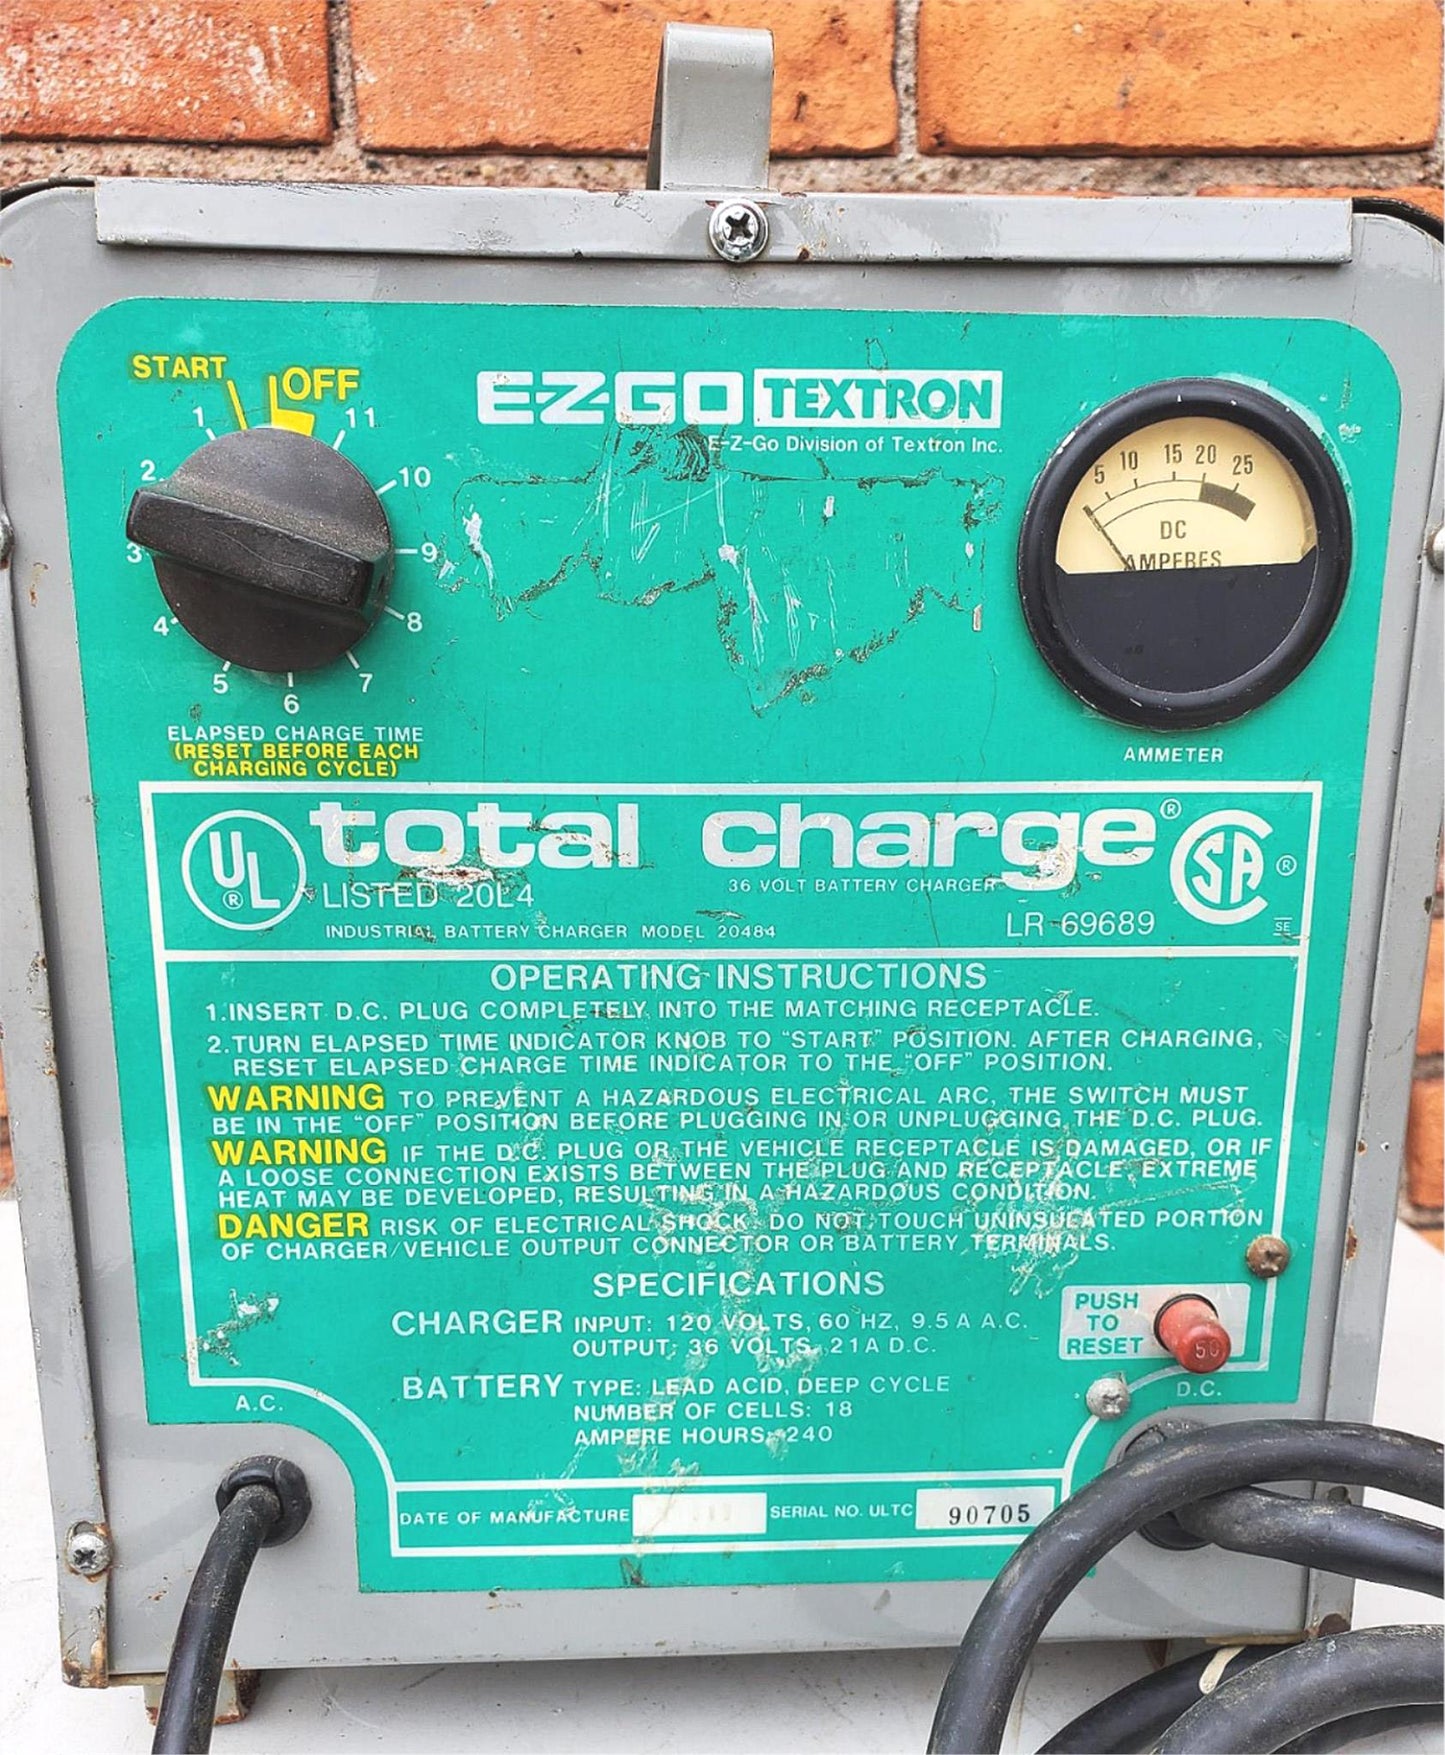 START OFF
1 11
2 10
3 9
4 8
5 7
6
ELAPSED CHARGE TIME
(RESET BEFORE EACH
CHARGING CYCLE)
E-Z-GO TEXTRON
E-Z-Go Division of Textron Inc.
5 10 15 20 25
DC
AMPERES
AMMETER
UL ® total charge® SA ®
LISTED 20L4 36 VOLT BATTERY CHARGER
SE
INDUSTRIAL BATTERY CHARGER MODEL 20484 LR 69689
OPERATING INSTRUCTIONS
1. INSERT D.C. PLUG COMPLETELY INTO THE MATCHING RECEPTACLE.
2. TURN ELAPSED TIME INDICATOR KNOB TO "START" POSITION. AFTER CHARGING,
RESET ELAPSED CHARGE TIME INDICATOR TO THE "OFF" POSITION.
WARNING TO PREVENT A HAZARDOUS ELECTRICAL ARC, THE SWITCH MUST
BE IN THE "OFF" POSITION BEFORE PLUGGING IN OR UNPLUGGING THE D.C. PLUG.
WARNING IF THE D.C. PLUG OR THE VEHICLE RECEPTACLE IS DAMAGED, OR IF
A LOOSE CONNECTION EXISTS BETWEEN THE PLUG AND RECEPTACLE, EXTREME
HEAT MAY BE DEVELOPED, RESULTING IN A HAZARDOUS CONDITION.
DANGER RISK OF ELECTRICAL SHOCK. DO NOT TOUCH UNINSULATED PORTION
OF CHARGER/VEHICLE OUTPUT CONNECTOR OR BATTERY TERMINALS.
SPECIFICATIONS
CHARGER INPUT: 120 VOLTS, 60 HZ, 9.5 A A.C.
OUTPUT: 36 VOLTS, 21A D.C.
BATTERY TYPE: LEAD ACID, DEEP CYCLE
NUMBER OF CELLS: 18
AMPERE HOURS: 240
PUSH
TO
RESET
50
A.C.
D.C.
DATE OF MANUFACTURE SERIAL NO. ULTC 90705